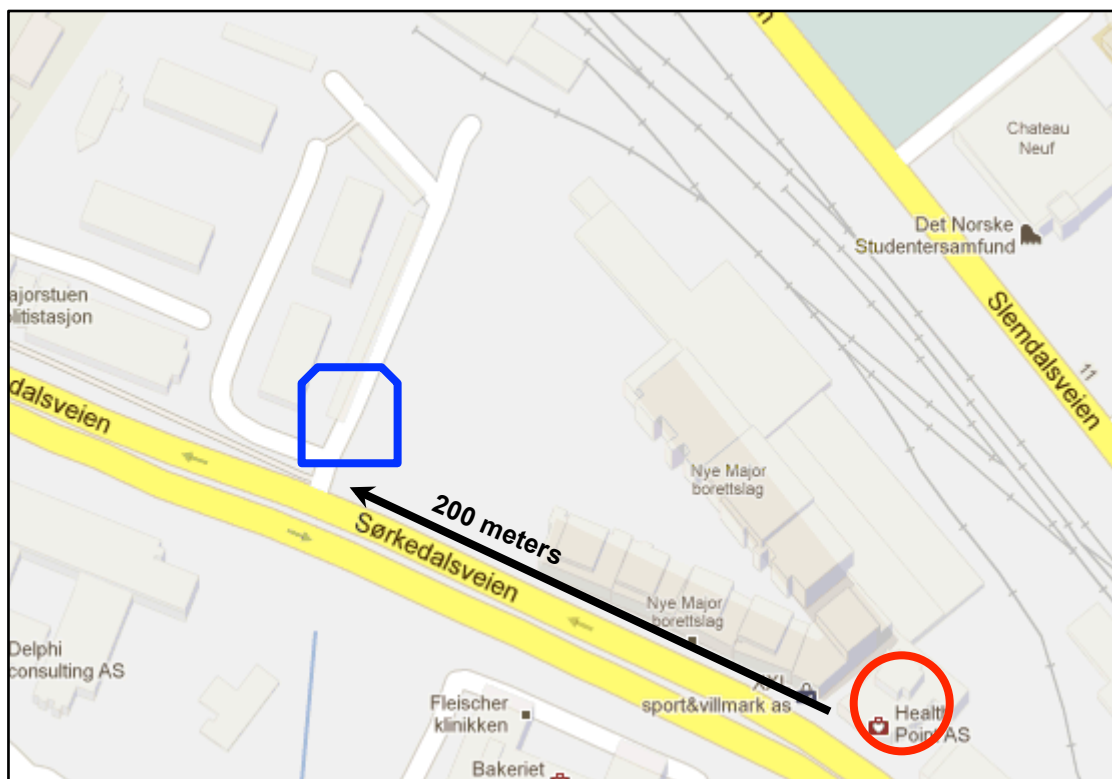 n
Chateau
Neuf
Det Norske
Studentersamfund
Slemdalsveien
11
ajorstuen
litistasjon
dalsveien
200 meters
Sørkedalsveien
Nye Major
borettslag
Nye Major
borettslag
XXL
sport&villmark as
Health
Point AS
Delphi
consulting AS
Fleischer
klinikken
Bakeriet